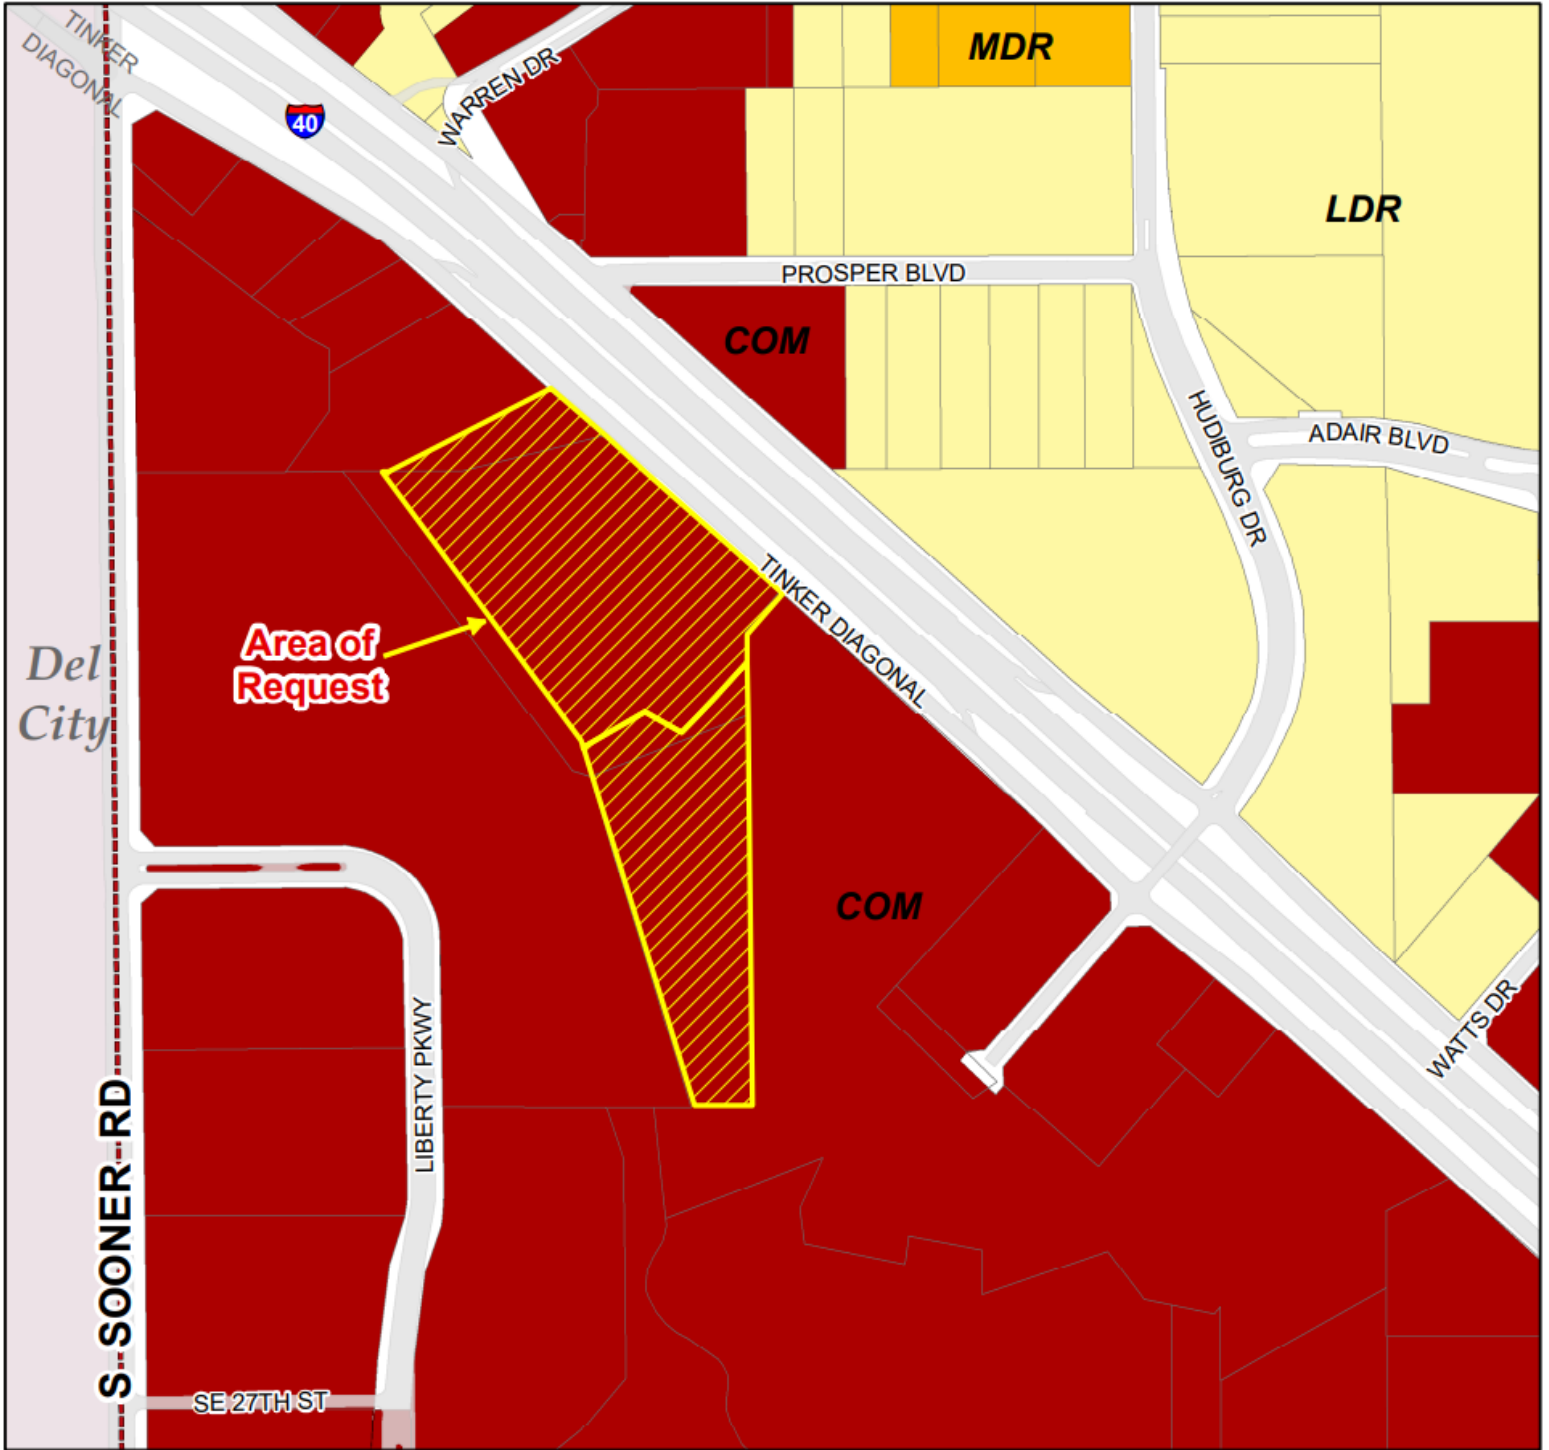 TINKER
DIAGONAL
40
WARREN DR
MDR
LDR
PROSPER BLVD
COM
HUDIBURG DR
ADAIR BLVD
TINKER DIAGONAL
Area of
Request
Del
City
COM
WATTS DR
LIBERTY PKWY
S SOONER RD
SE 27TH ST